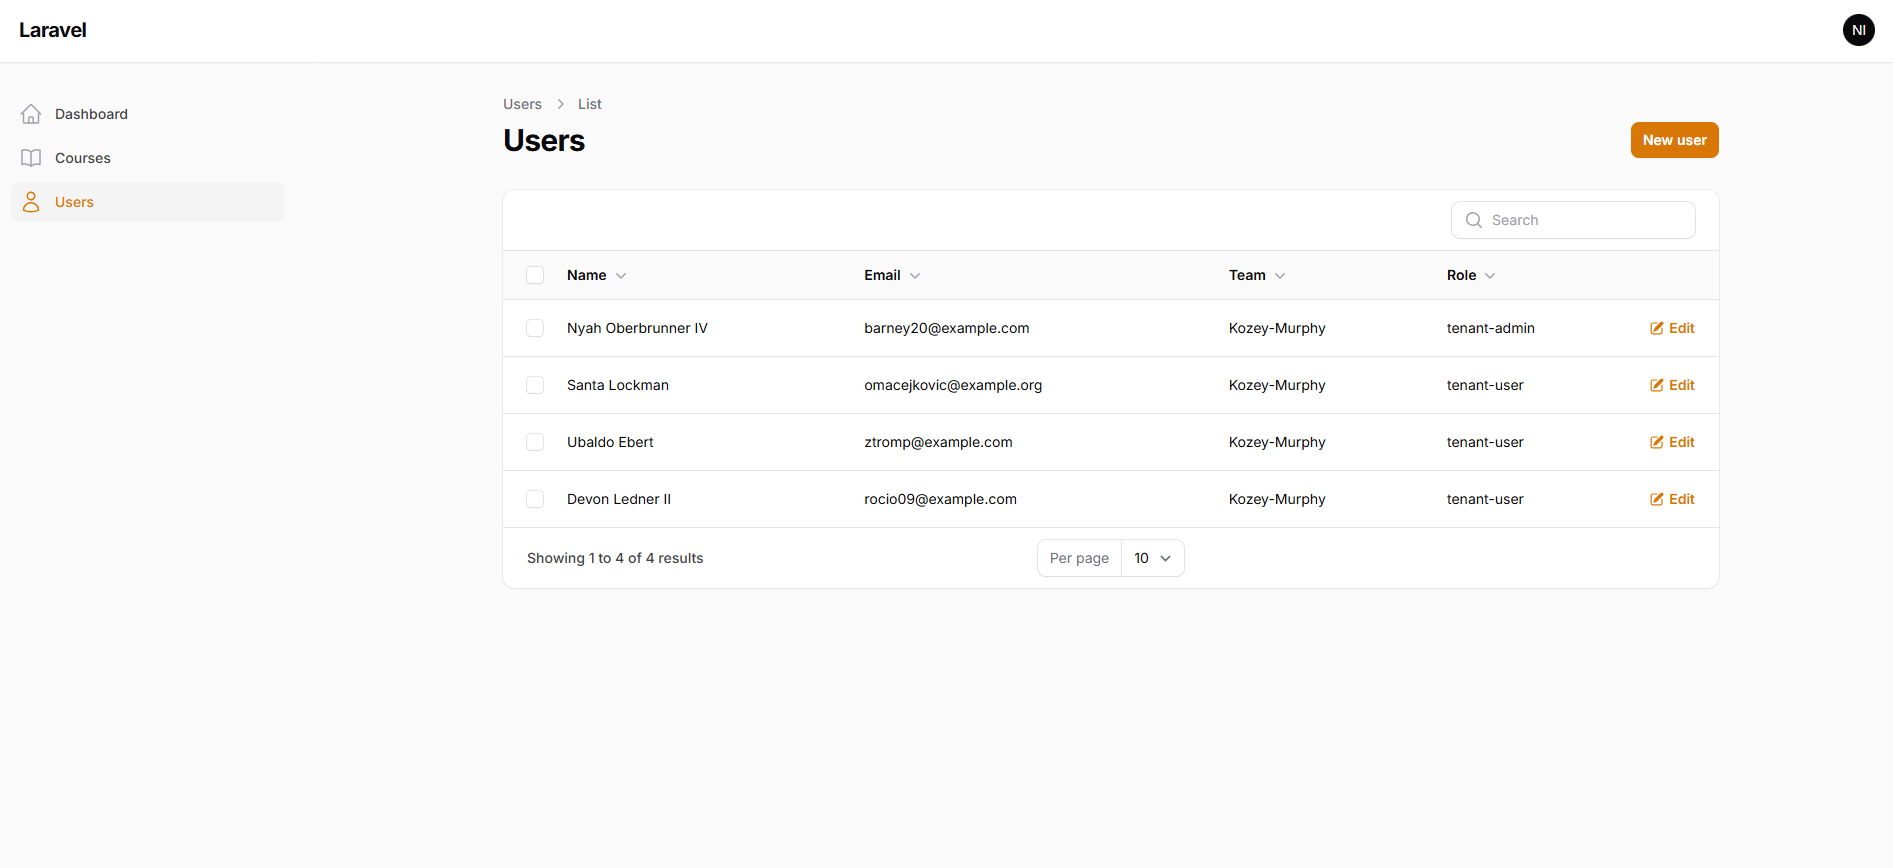 Laravel
NI
Dashboard
Courses
Users
Users > List
Users
New user
Search
Name Email Team Role
Nyah Oberbrunner IV barney20@example.com Kozey-Murphy tenant-admin Edit
Santa Lockman omacejkovic@example.org Kozey-Murphy tenant-user Edit
Ubaldo Ebert ztromp@example.com Kozey-Murphy tenant-user Edit
Devon Ledner II rocio09@example.com Kozey-Murphy tenant-user Edit
Showing 1 to 4 of 4 results Per page 10